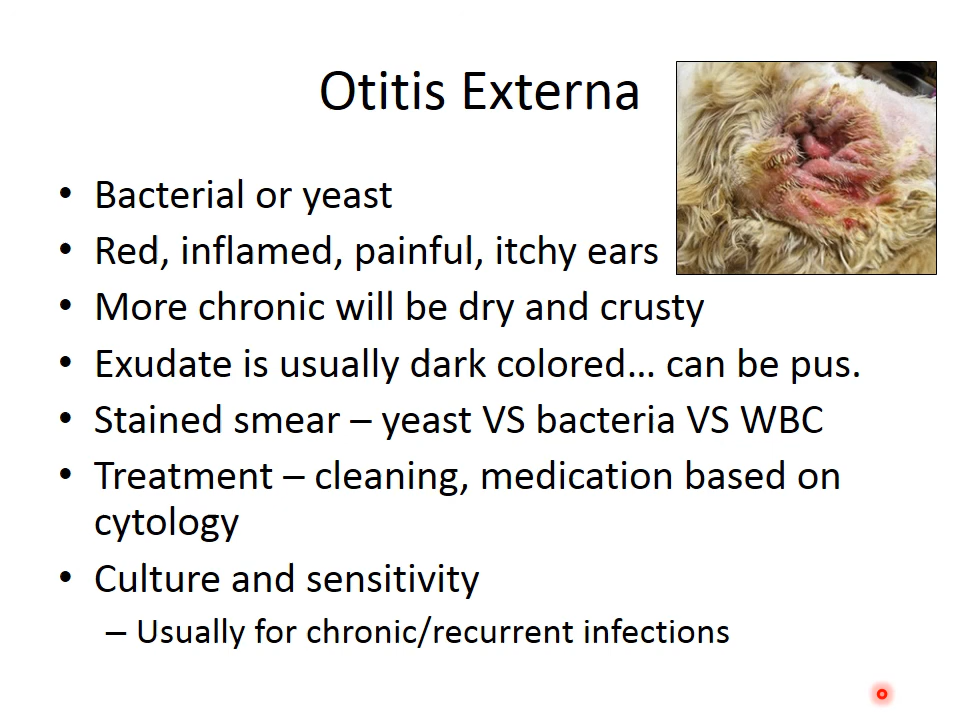 Otitis Externa
• Bacterial or yeast
• Red, inflamed, painful, itchy ears
• More chronic will be dry and crusty
• Exudate is usually dark colored… can be pus.
• Stained smear – yeast VS bacteria VS WBC
• Treatment – cleaning, medication based on
cytology
• Culture and sensitivity
– Usually for chronic/recurrent infections